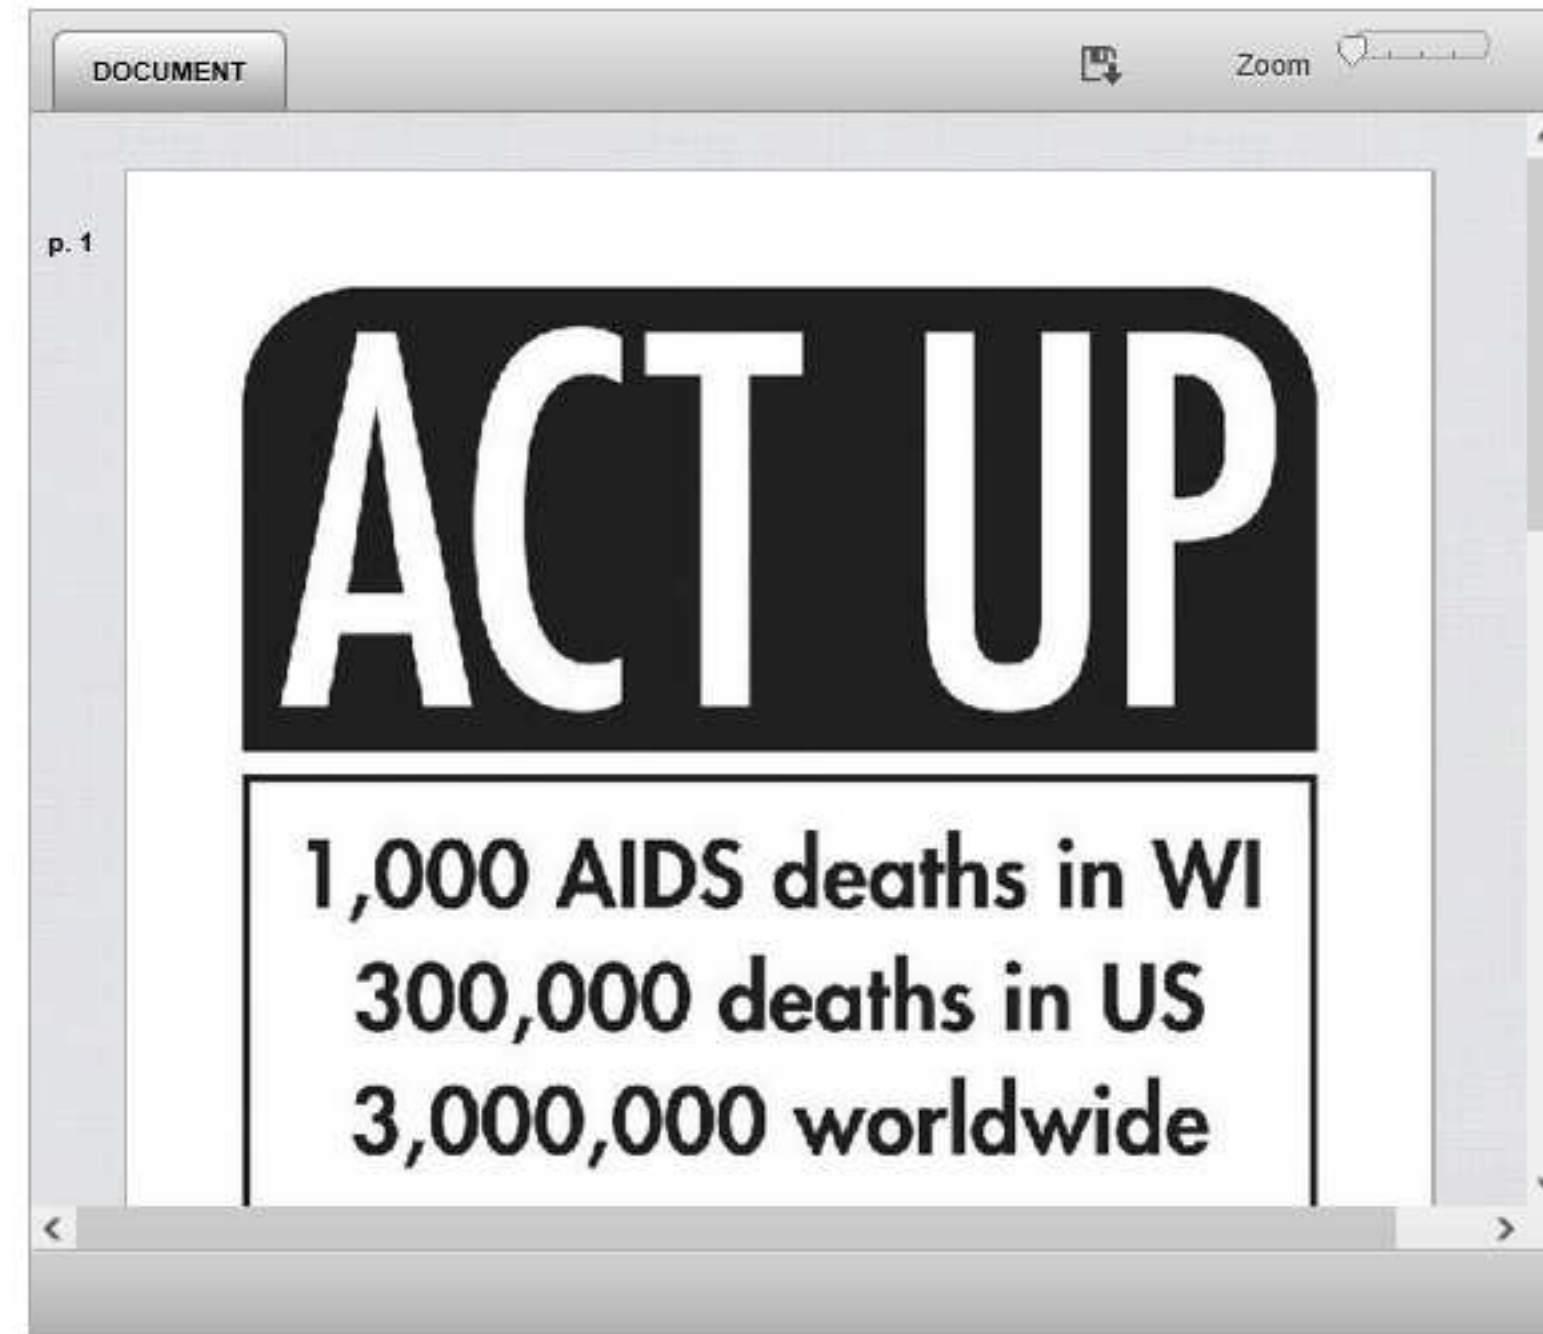 DOCUMENT
Zoom
p. 1
ACT UP
1,000 AIDS deaths in WI
300,000 deaths in US
3,000,000 worldwide